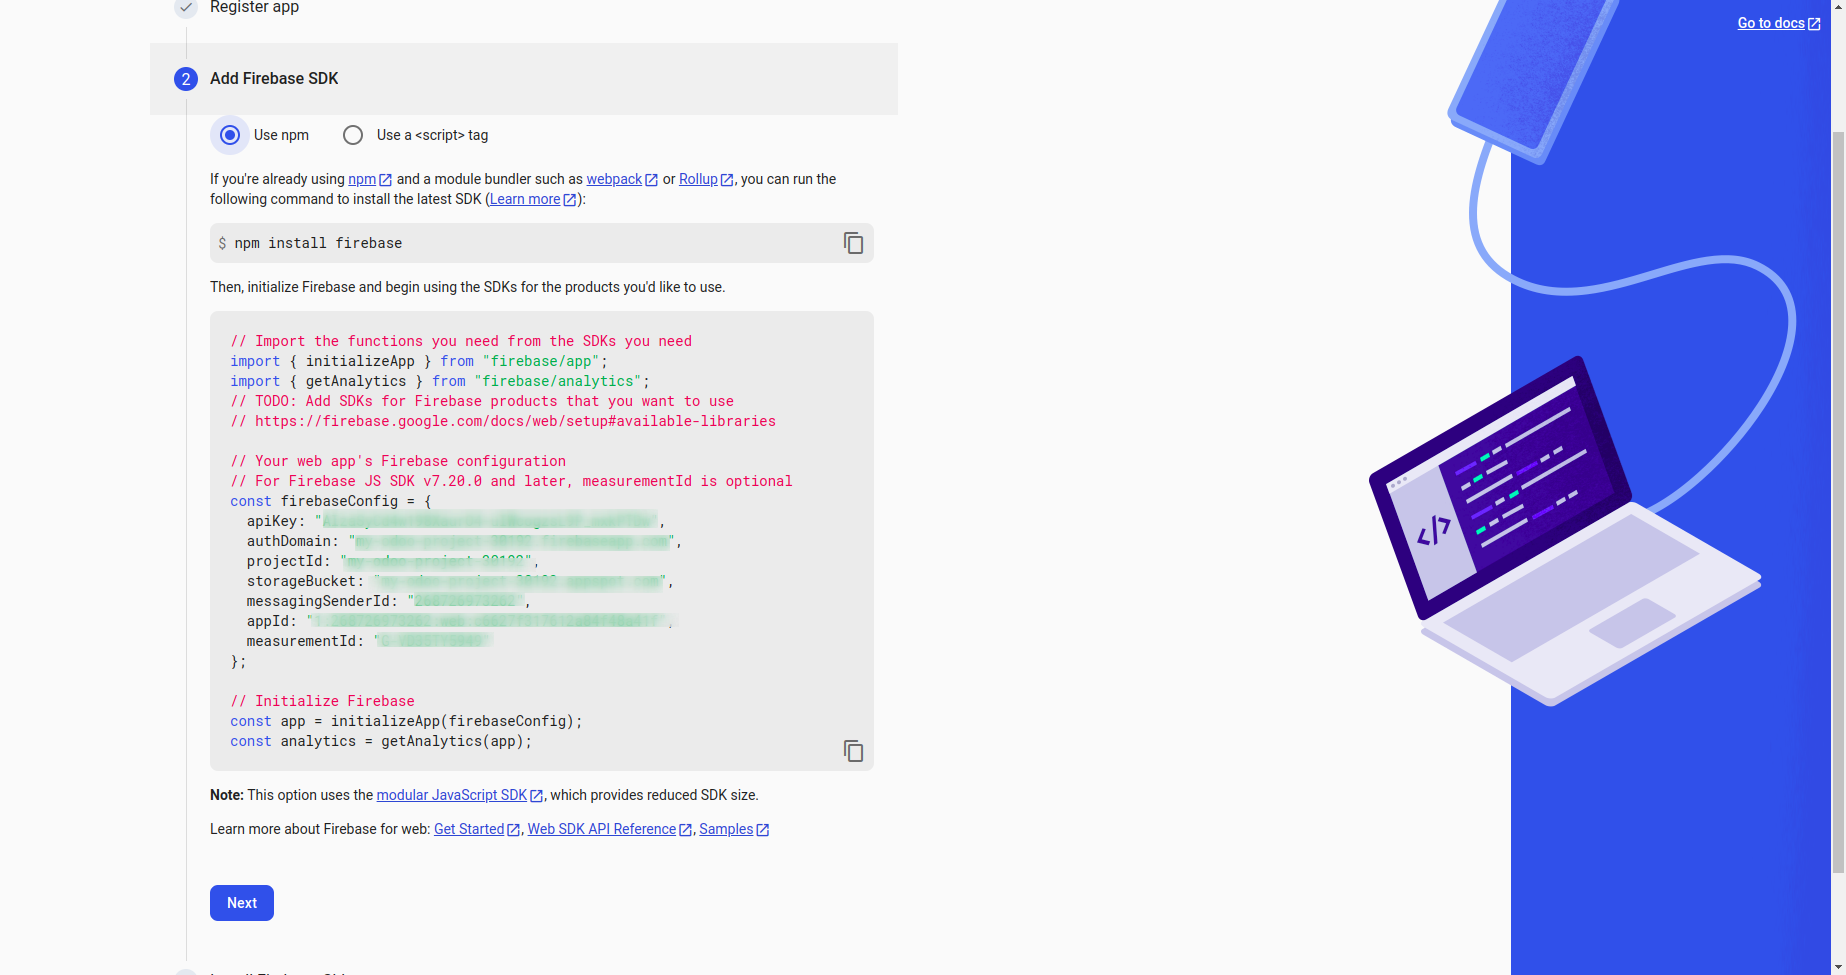 Register app
Go to docs
2 Add Firebase SDK
Use npm Use a <script> tag
If you're already using npm and a module bundler such as webpack or Rollup, you can run the
following command to install the latest SDK (Learn more):
$ npm install firebase
Then, initialize Firebase and begin using the SDKs for the products you'd like to use.
// Import the functions you need from the SDKs you need
import { initializeApp } from "firebase/app";
import { getAnalytics } from "firebase/analytics";
// TODO: Add SDKs for Firebase products that you want to use
// https://firebase.google.com/docs/web/setup#available-libraries
// Your web app's Firebase configuration
// For Firebase JS SDK v7.20.0 and later, measurementId is optional
const firebaseConfig = {
apiKey: "",
authDomain: "",
projectId: "",
storageBucket: "",
messagingSenderId: "",
appId: "",
measurementId: ""
};
// Initialize Firebase
const app = initializeApp(firebaseConfig);
const analytics = getAnalytics(app);
Note: This option uses the modular JavaScript SDK, which provides reduced SDK size.
Learn more about Firebase for web: Get Started, Web SDK API Reference, Samples
Next